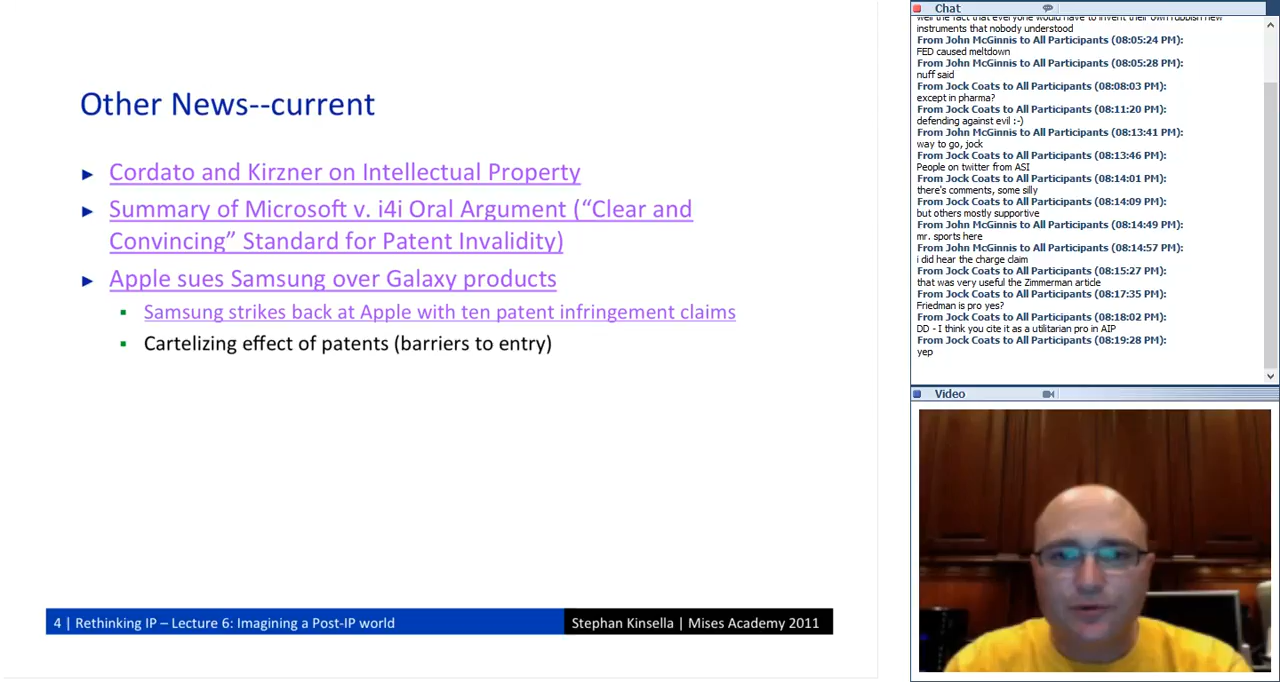 Other News--current
► Cordato and Kirzner on Intellectual Property
► Summary of Microsoft v. i4i Oral Argument (“Clear and
Convincing” Standard for Patent Invalidity)
► Apple sues Samsung over Galaxy products
▪ Samsung strikes back at Apple with ten patent infringement claims
▪ Cartelizing effect of patents (barriers to entry)
4 | Rethinking IP – Lecture 6: Imagining a Post-IP world
Stephan Kinsella | Mises Academy 2011
Chat
well the fact that everyone would have to invent their own rubbish new
instruments that nobody understood
From John McGinnis to All Participants (08:05:24 PM):
FED caused meltdown
From John McGinnis to All Participants (08:05:28 PM):
nuff said
From Jock Coats to All Participants (08:08:03 PM):
except in pharma?
From Jock Coats to All Participants (08:11:20 PM):
defending against evil :-)
From John McGinnis to All Participants (08:13:41 PM):
way to go, jock
From Jock Coats to All Participants (08:13:46 PM):
People on twitter from ASI
From Jock Coats to All Participants (08:14:01 PM):
there's comments, some silly
From Jock Coats to All Participants (08:14:09 PM):
but others mostly supportive
From John McGinnis to All Participants (08:14:49 PM):
mr. sports here
From John McGinnis to All Participants (08:14:57 PM):
i did hear the charge claim
From Jock Coats to All Participants (08:15:27 PM):
that was very useful the Zimmerman article
From Jock Coats to All Participants (08:17:35 PM):
Friedman is pro yes?
From Jock Coats to All Participants (08:18:02 PM):
DD - I think you cite it as a utilitarian pro in AIP
From Jock Coats to All Participants (08:19:28 PM):
yep
Video